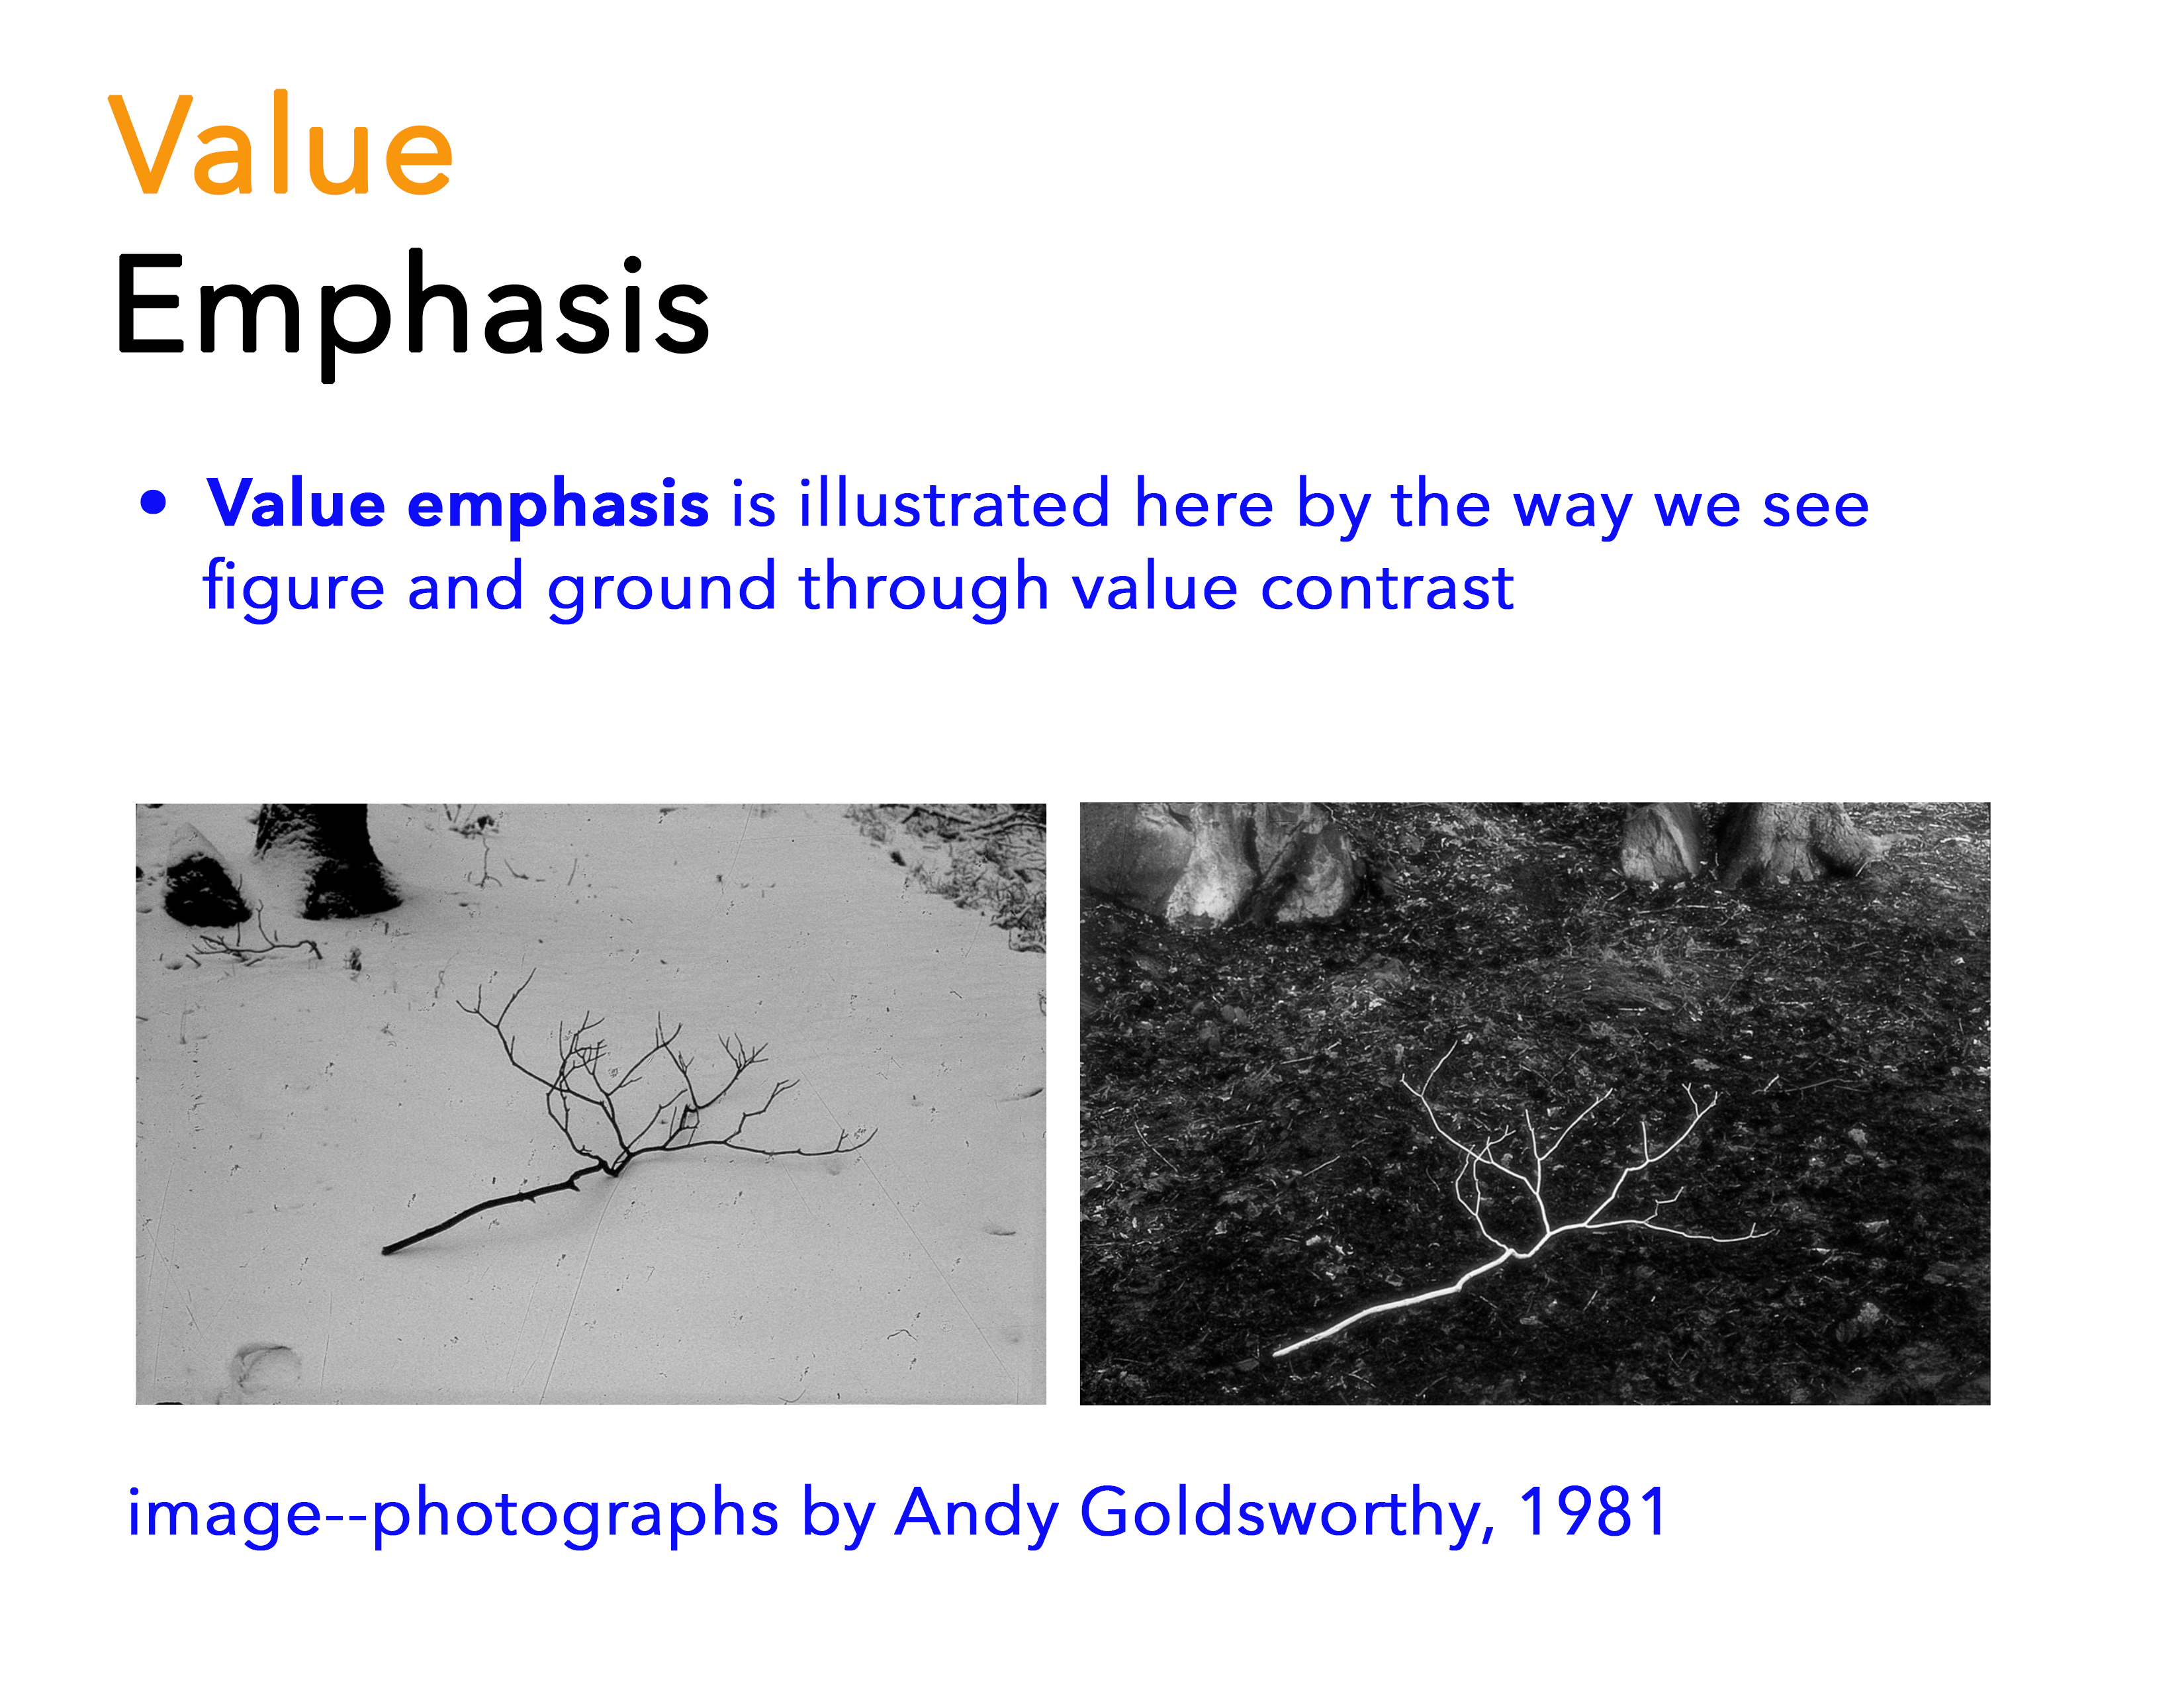 Value
Emphasis
• Value emphasis is illustrated here by the way we see
figure and ground through value contrast
image--photographs by Andy Goldsworthy, 1981